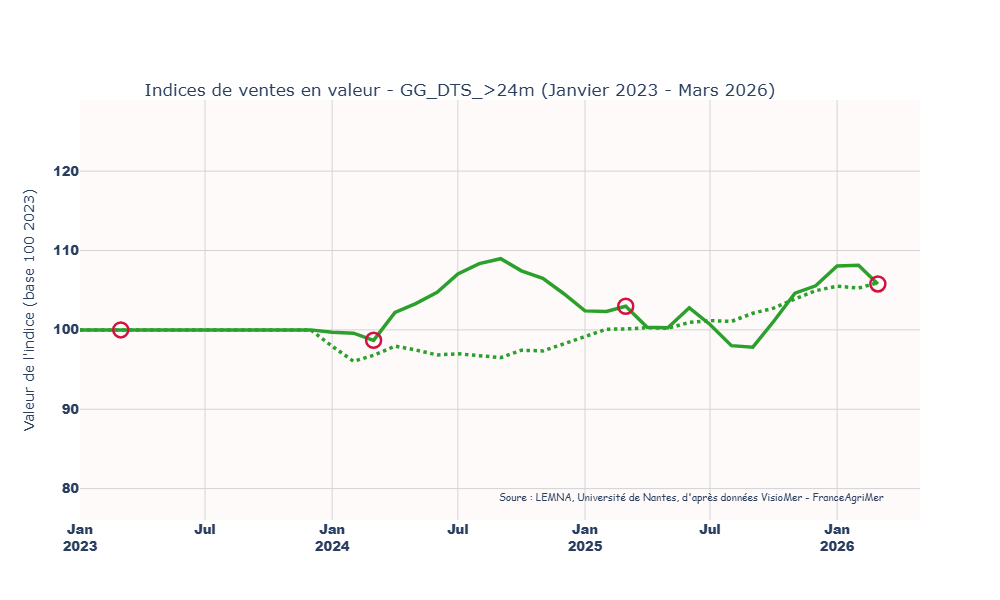 Indices de ventes en valeur - GG_DTS_>24m (Janvier 2023 - Mars 2026)
Valeur de l'indice (base 100 2023)
120
110
100
90
80
Soure : LEMNA, Université de Nantes, d'après données VisioMer - FranceAgriMer
Jan
2023
Jul
Jan
2024
Jul
Jan
2025
Jul
Jan
2026